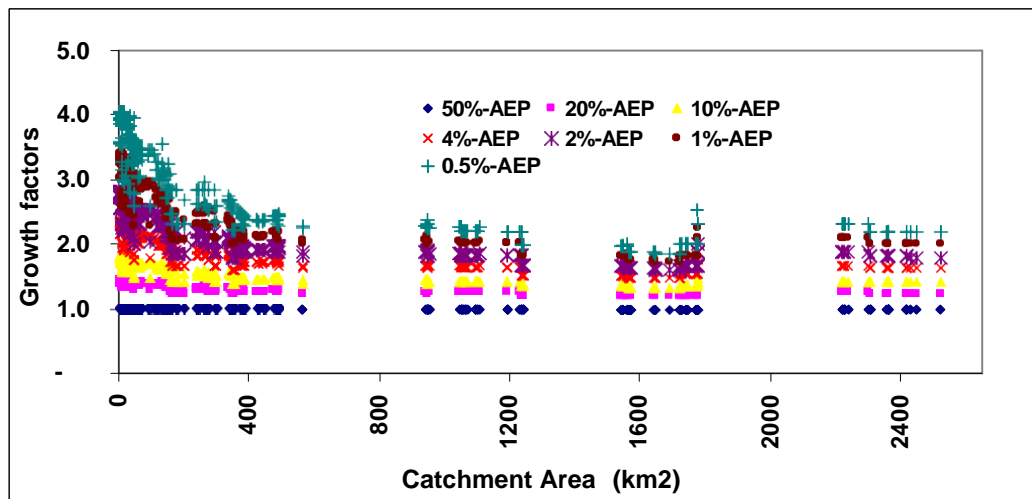 5.0
4.0
3.0
2.0
1.0
-
Growth factors
50%-AEP 20%-AEP 10%-AEP
4%-AEP 2%-AEP 1%-AEP
0.5%-AEP
0 400 800 1200 1600 2000 2400
Catchment Area (km2)